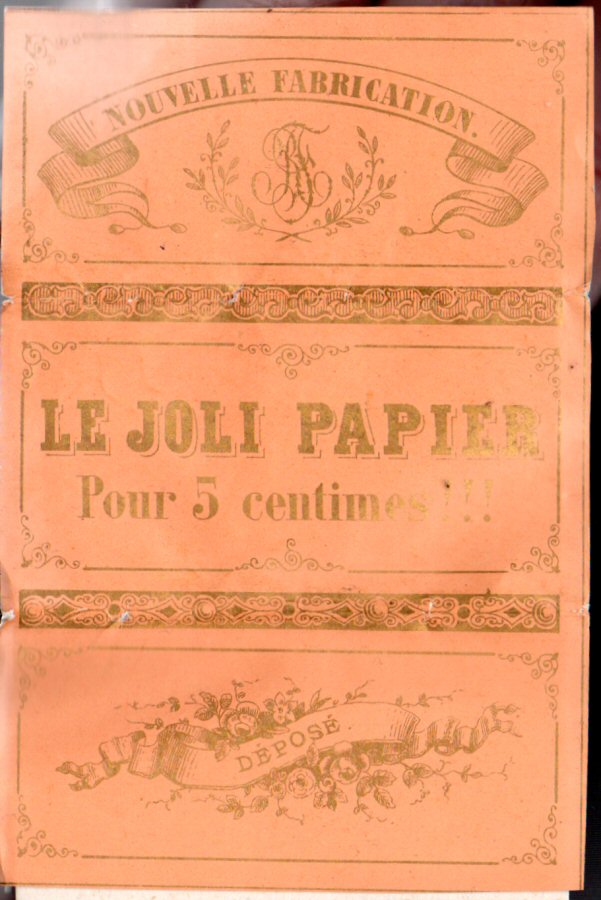 NOUVELLE FABRICATION.
LE JOLI PAPIER
Pour 5 centimes!!!
DÉPOSÉ